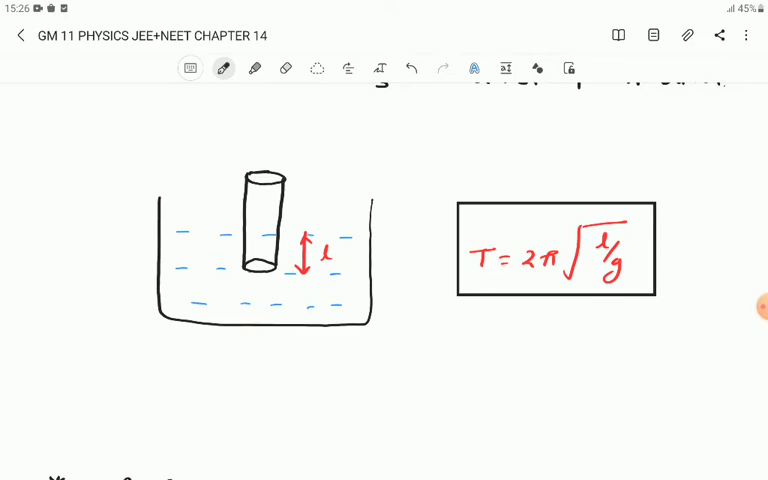 15:26
45%
GM 11 PHYSICS JEE+NEET CHAPTER 14
l
T = 2π√l/g